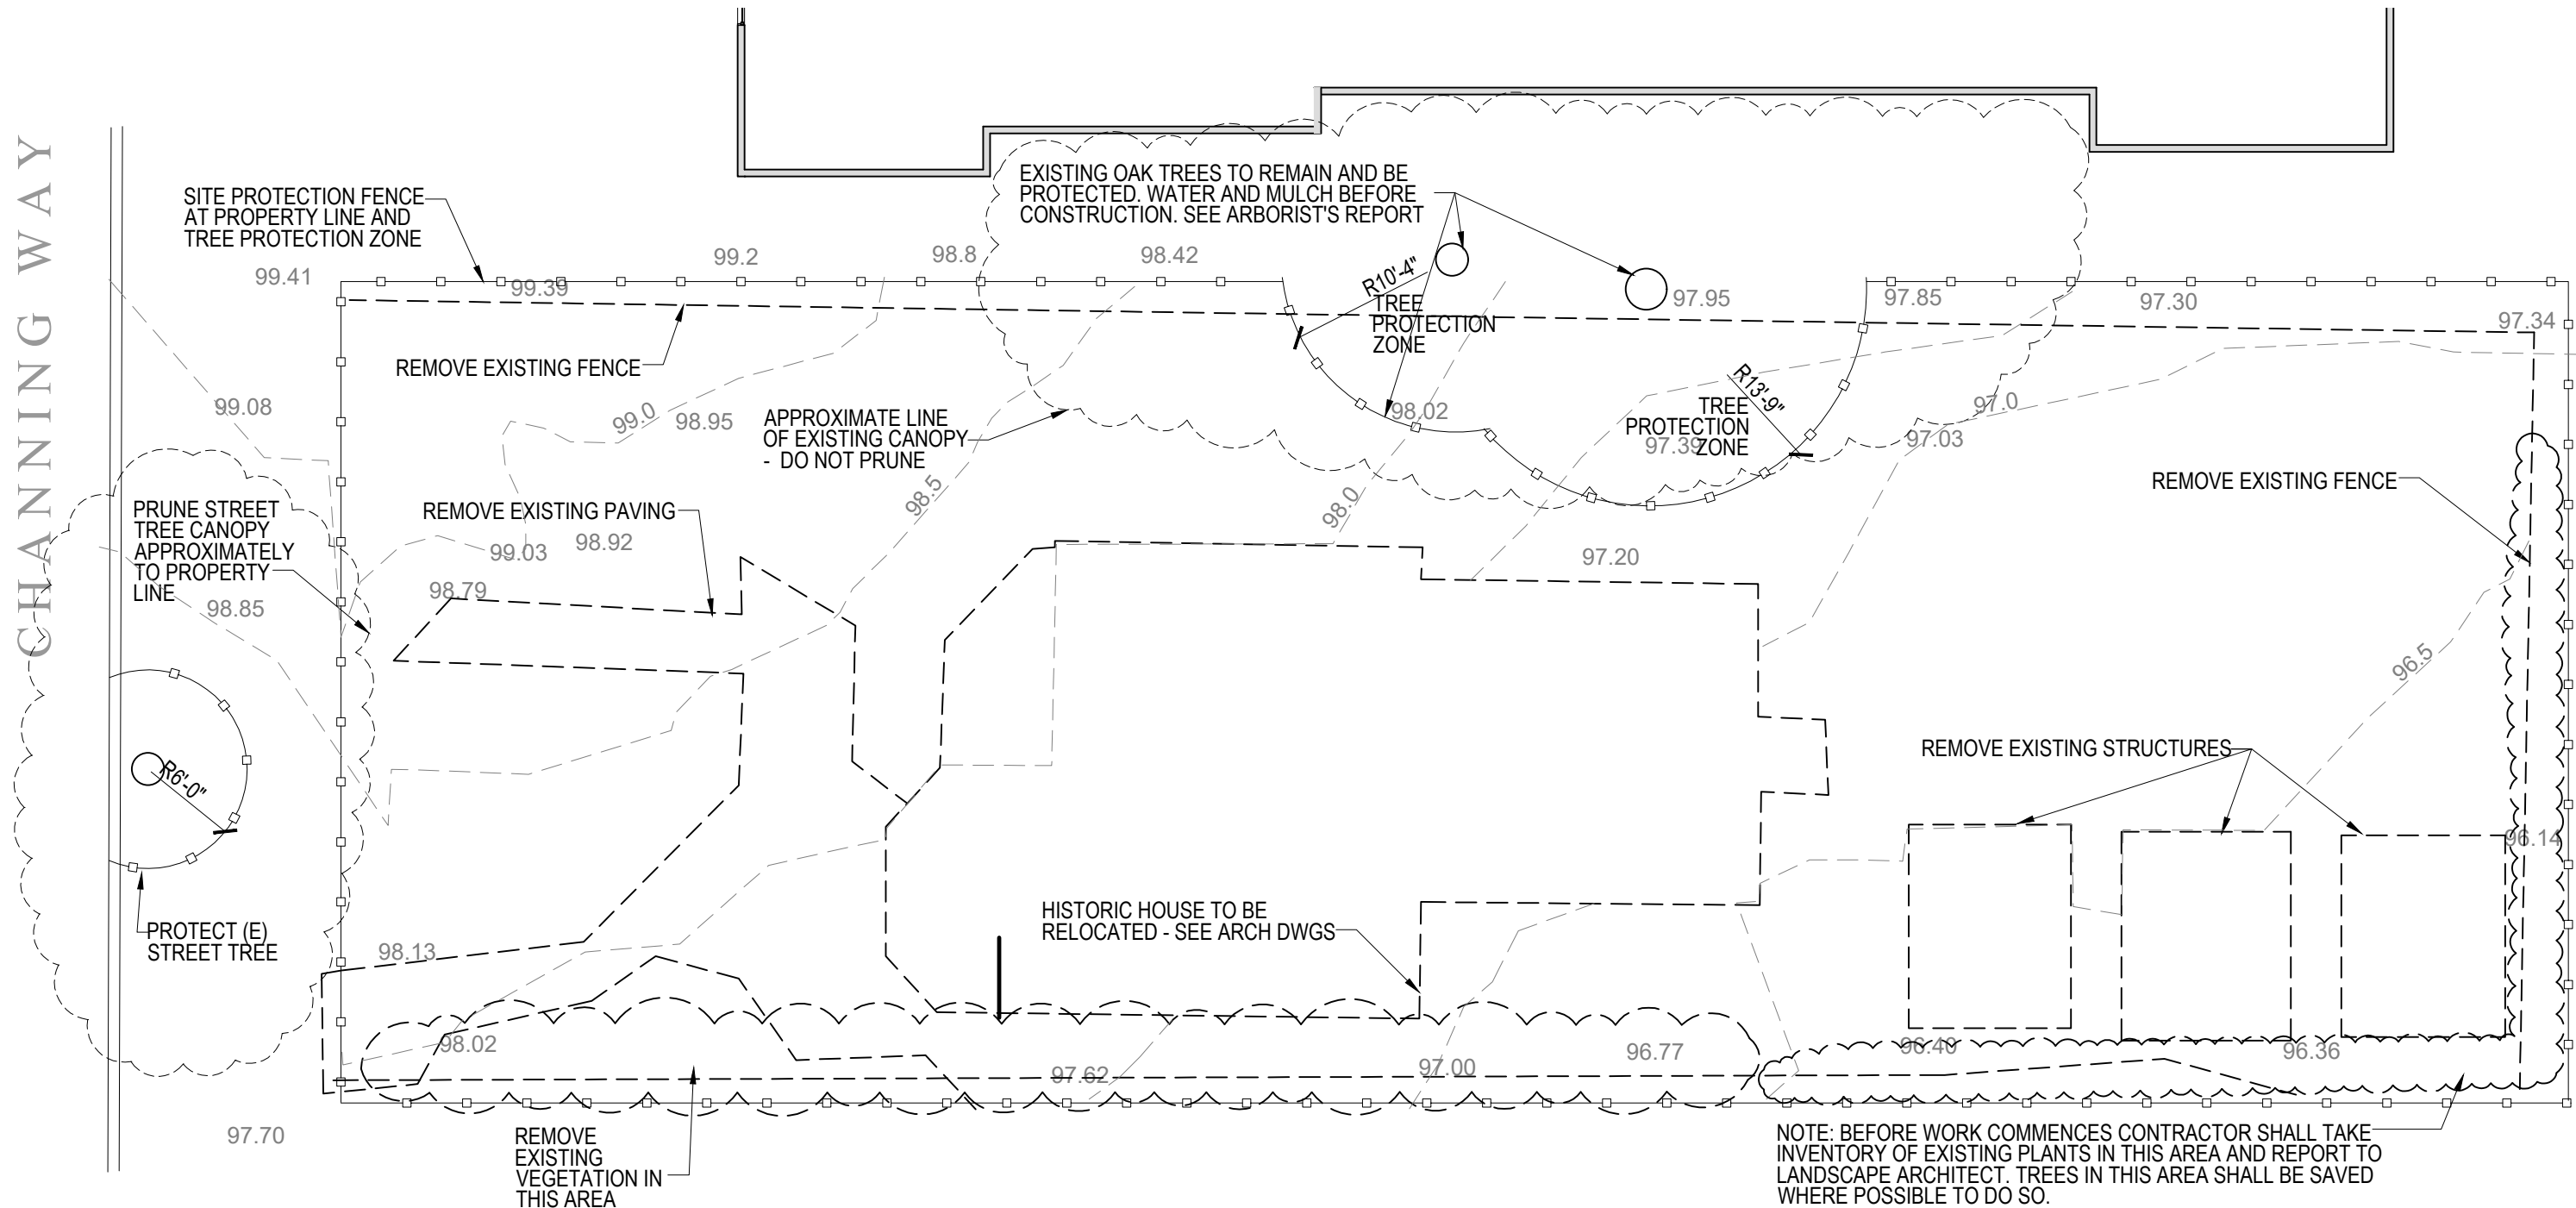 CHANNING WAY
SITE PROTECTION FENCE
AT PROPERTY LINE AND
TREE PROTECTION ZONE
EXISTING OAK TREES TO REMAIN AND BE
PROTECTED. WATER AND MULCH BEFORE
CONSTRUCTION. SEE ARBORIST'S REPORT
99.41
99.39
99.2
98.8
98.42
R10'-4"
TREE
PROTECTION
ZONE
97.95
97.85
97.30
97.34
REMOVE EXISTING FENCE
99.08
99.0
98.95
APPROXIMATE LINE
OF EXISTING CANOPY
- DO NOT PRUNE
98.02
R13'-9"
TREE
PROTECTION
ZONE
97.39
97.0
97.03
REMOVE EXISTING FENCE
PRUNE STREET
TREE CANOPY
APPROXIMATELY
TO PROPERTY
LINE
REMOVE EXISTING PAVING
98.5
98.0
99.03
98.92
97.20
98.79
98.85
96.5
R6'-0"
REMOVE EXISTING STRUCTURES
96.14
PROTECT (E)
STREET TREE
98.13
HISTORIC HOUSE TO BE
RELOCATED - SEE ARCH DWGS
98.02
97.62
97.00
96.77
96.40
96.36
97.70
REMOVE
EXISTING
VEGETATION IN
THIS AREA
NOTE: BEFORE WORK COMMENCES CONTRACTOR SHALL TAKE
INVENTORY OF EXISTING PLANTS IN THIS AREA AND REPORT TO
LANDSCAPE ARCHITECT. TREES IN THIS AREA SHALL BE SAVED
WHERE POSSIBLE TO DO SO.